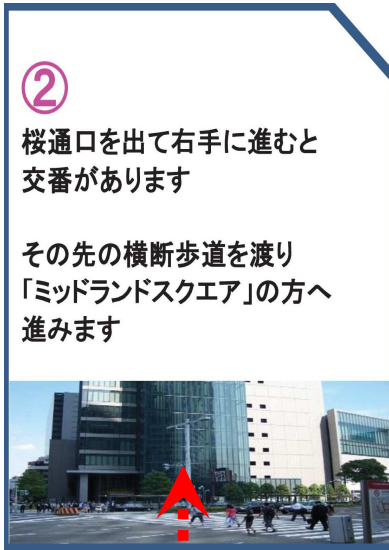 ②
桜通口を出て右手に進むと
交番があります
その先の横断歩道を渡り
「ミッドランドスクエア」の方へ
進みます